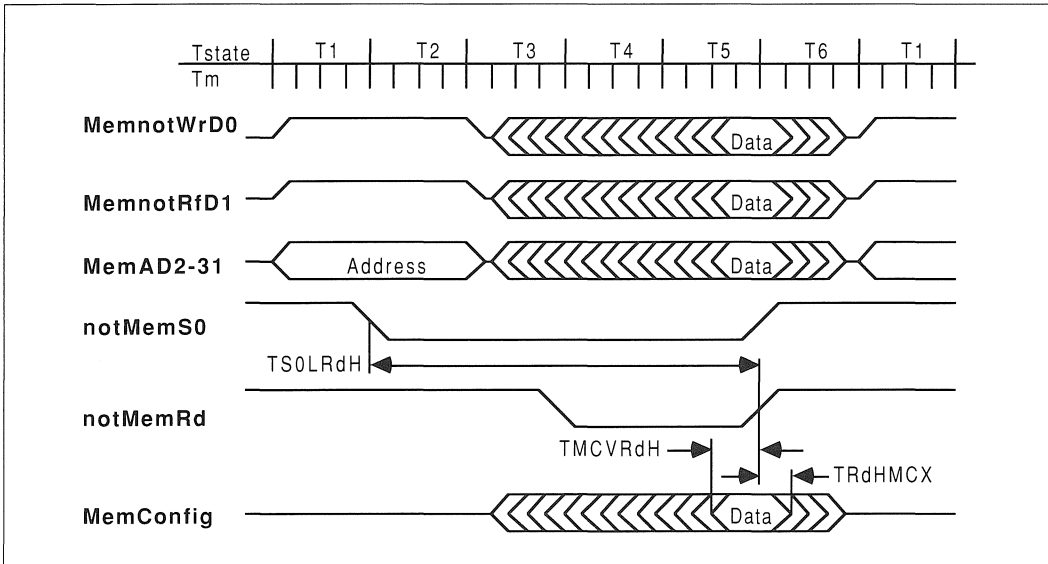 Tstate T1 T2 T3 T4 T5 T6 T1
Tm
MemnotWrD0 Data
MemnotRfD1 Data
MemAD2-31 Address Data
notMemS0
TS0LRdH
notMemRd
TMCVRdH
TRdHMCX
MemConfig Data